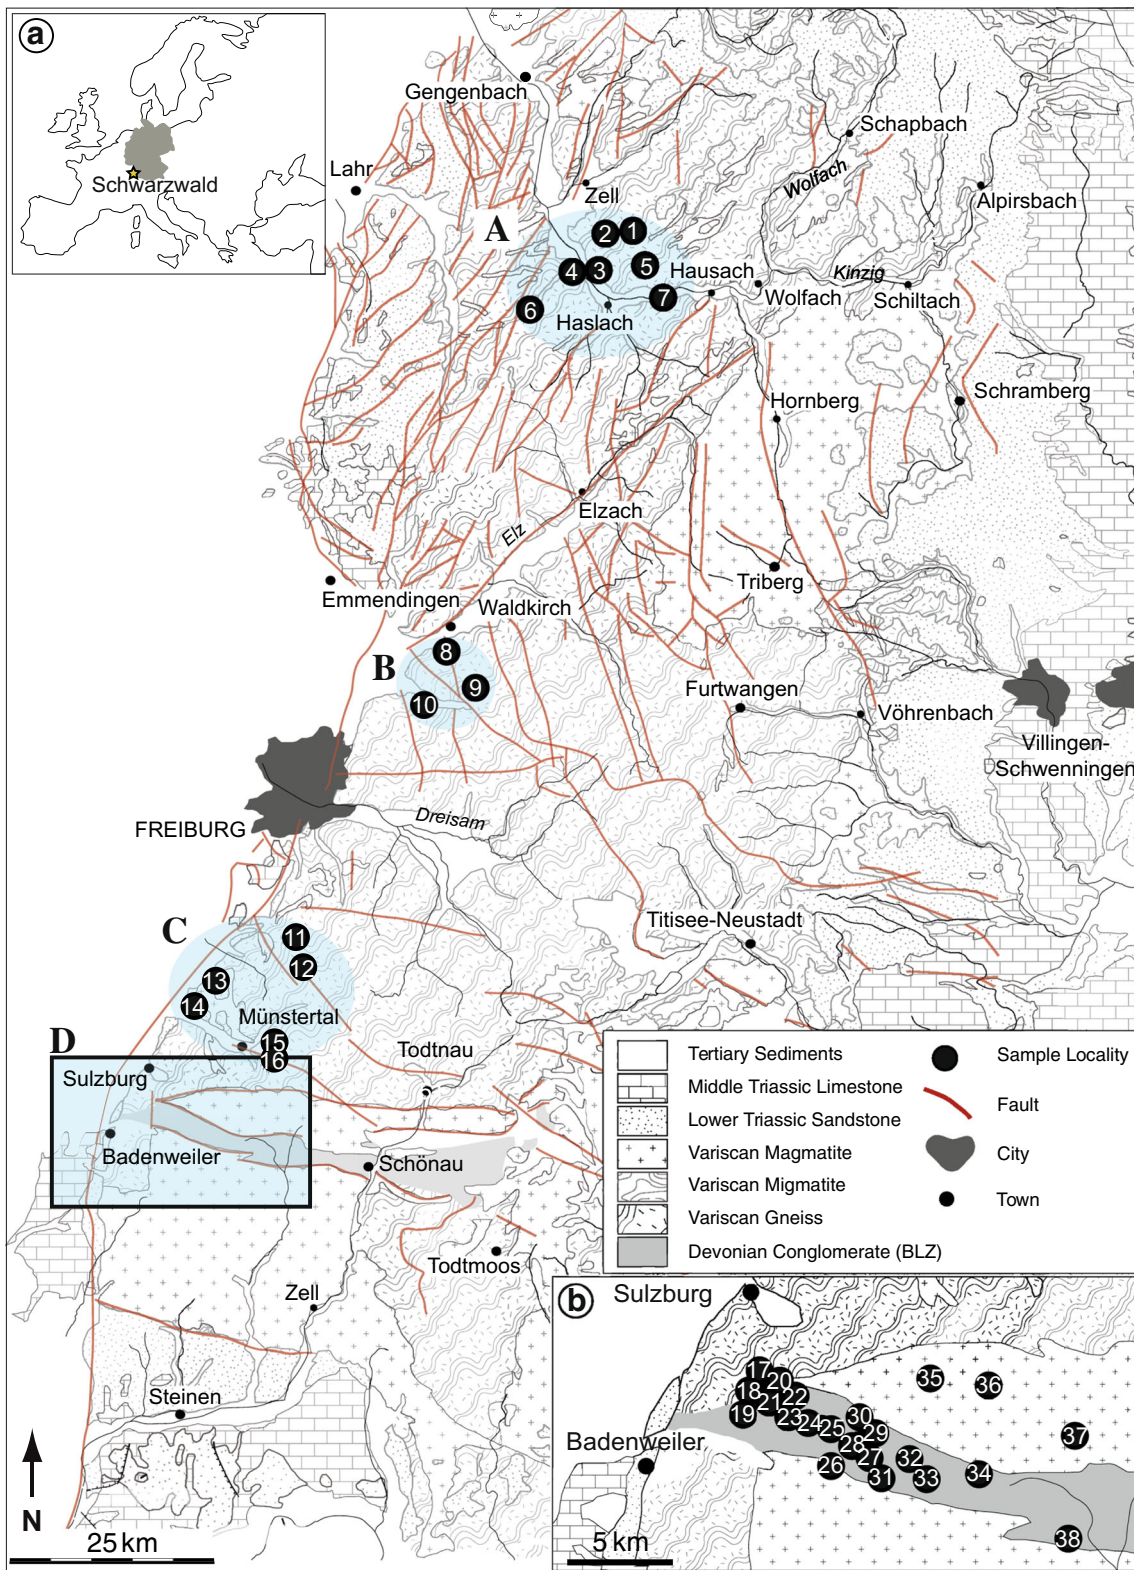 a
Schwarzwald
Gengenbach
Lahr
Zell
Schapbach
Wolfach
Alpirsbach
A
2
1
4
3
5
Hausach
Kinzig
7
Wolfach
Schiltach
6
Haslach
Hornberg
Schramberg
Elzach
Elz
Triberg
Emmendingen
Waldkirch
B
8
9
10
Furtwangen
Vöhrenbach
Villingen-
Schwenningen
FREIBURG
Dreisam
Titisee-Neustadt
C
11
12
13
14
Münstertal
15
16
D
Sulzburg
Todtnau
Badenweiler
Schönau
Todtmoos
Zell
Steinen
N
25 km
Tertiary Sediments
Middle Triassic Limestone
Lower Triassic Sandstone
Variscan Magmatite
Variscan Migmatite
Variscan Gneiss
Devonian Conglomerate (BLZ)
Sample Locality
Fault
City
Town
b
Sulzburg
17
20
18
22
21
19
23
24
25
30
29
28
27
26
31
32
33
34
35
36
37
38
Badenweiler
5 km